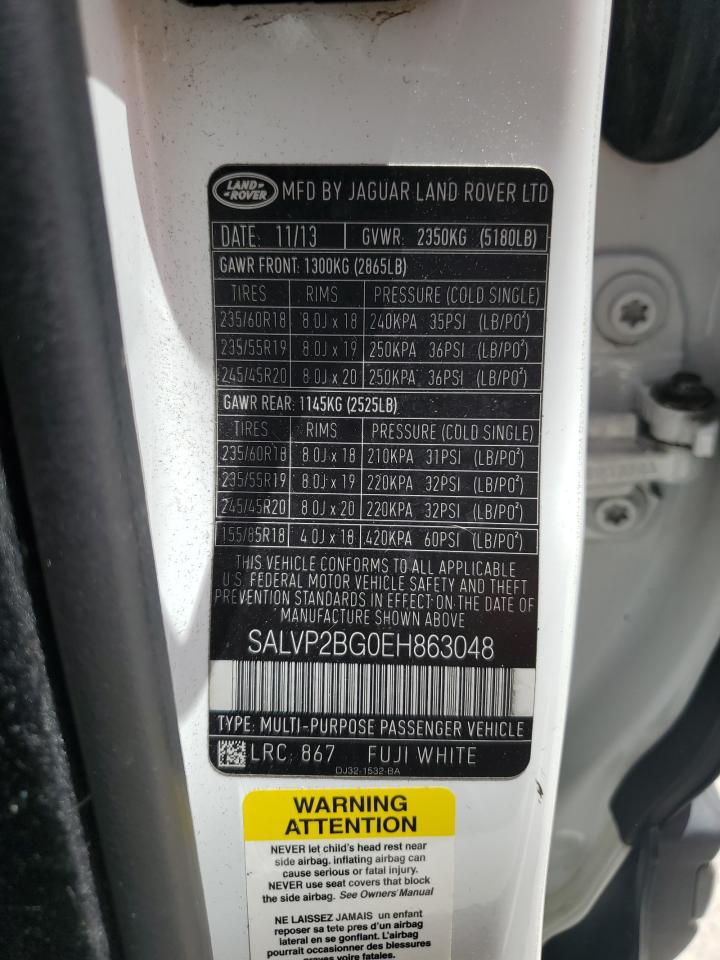 LAND ROVER MFD BY JAGUAR LAND ROVER LTD
DATE: 11/13 GVWR: 2350KG (5180LB)
GAWR FRONT: 1300KG (2865LB)
TIRES RIMS PRESSURE (COLD SINGLE)
235/60R18 8.0J x 18 240KPA 35PSI (LB/PO²)
235/55R19 8.0J x 19 250KPA 36PSI (LB/PO²)
245/45R20 8.0J x 20 250KPA 36PSI (LB/PO²)
GAWR REAR: 1145KG (2525LB)
TIRES RIMS PRESSURE (COLD SINGLE)
235/60R18 8.0J x 18 210KPA 31PSI (LB/PO²)
235/55R19 8.0J x 19 220KPA 32PSI (LB/PO²)
245/45R20 8.0J x 20 220KPA 32PSI (LB/PO²)
155/85R18 4.0J x 18 420KPA 60PSI (LB/PO²)
THIS VEHICLE CONFORMS TO ALL APPLICABLE
U.S. FEDERAL MOTOR VEHICLE SAFETY AND THEFT
PREVENTION STANDARDS IN EFFECT ON THE DATE OF
MANUFACTURE SHOWN ABOVE
SALVP2BG0EH863048
TYPE: MULTI-PURPOSE PASSENGER VEHICLE
LRC: 867 FUJI WHITE
DJ32-1532-BA
WARNING
ATTENTION
NEVER let child's head rest near
side airbag. inflating airbag can
cause serious or fatal injury.
NEVER use seat covers that block
the side airbag. See Owners' Manual
NE LAISSEZ JAMAIS un enfant
reposer sa tete pres d'un airbag
lateral en se gonflant. L'airbag
pourrait occasionner des blessures
graves voire fatales.